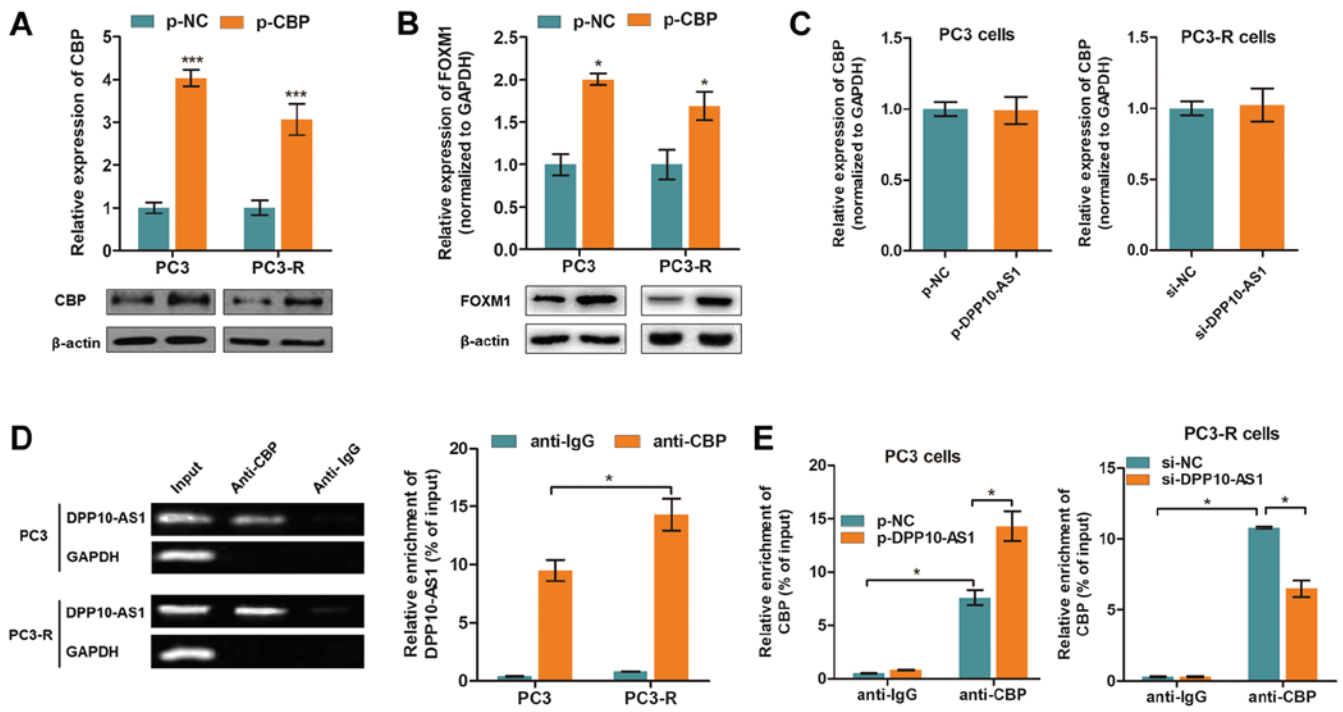 A
p-NC p-CBP
Relative expression of CBP
5
4
3
2
1
0
***
***
PC3 PC3-R
CBP
β-actin
B
p-NC p-CBP
Relative expression of FOXM1
(normalized to GAPDH)
2.5
2.0
1.5
1.0
0.5
0.0
*
*
PC3 PC3-R
FOXM1
β-actin
C
PC3 cells
Relative expression of CBP
(normalized to GAPDH)
1.5
1.0
0.5
0.0
p-NC
p-DPP10-AS1
PC3-R cells
Relative expression of CBP
(normalized to GAPDH)
1.5
1.0
0.5
0.0
si-NC
si-DPP10-AS1
D
Input
Anti-CBP
Anti- IgG
PC3
DPP10-AS1
GAPDH
PC3-R
DPP10-AS1
GAPDH
anti-IgG anti-CBP
Relative enrichment of
DPP10-AS1 (% of input)
20
15
10
5
0
*
PC3 PC3-R
E
PC3 cells
Relative enrichment of
CBP (% of input)
20
15
10
5
0
p-NC
p-DPP10-AS1
*
*
anti-IgG anti-CBP
PC3-R cells
Relative enrichment of
CBP (% of input)
15
10
5
0
si-NC
si-DPP10-AS1
*
*
anti-IgG anti-CBP